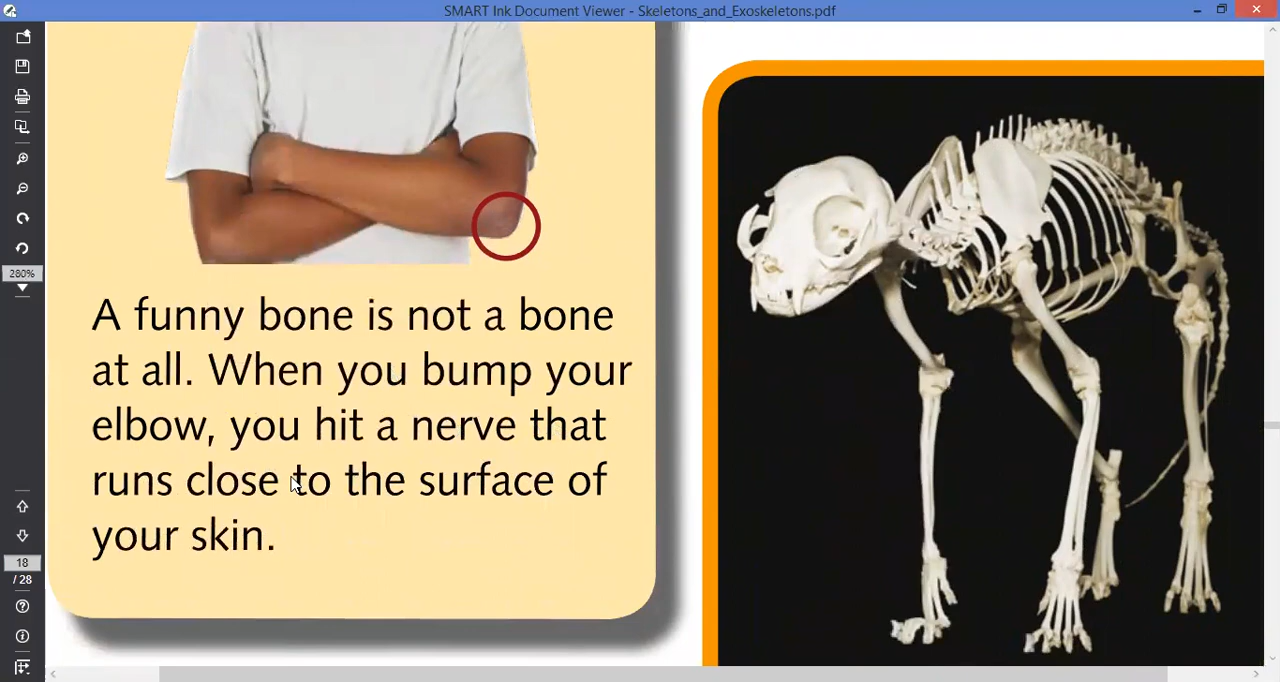 SMART Ink Document Viewer - Skeletons_and_Exoskeletons.pdf
280%
A funny bone is not a bone
at all. When you bump your
elbow, you hit a nerve that
runs close to the surface of
your skin.
18
/ 28